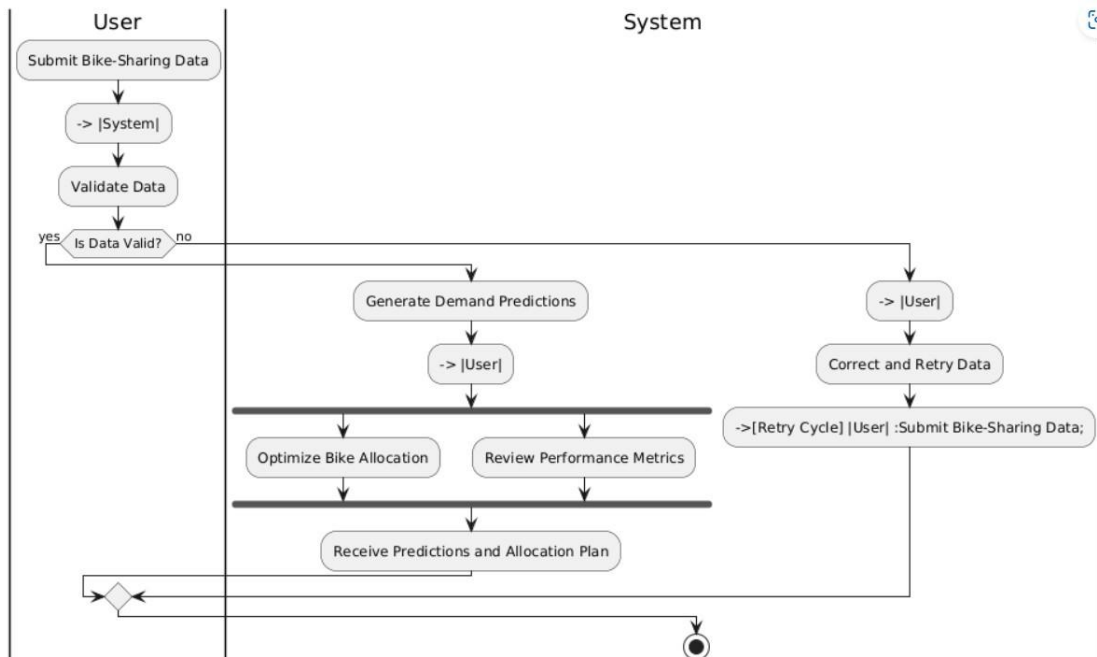 User
System
Submit Bike-Sharing Data
-> |System|
Validate Data
yes
Is Data Valid?
no
Generate Demand Predictions
-> |User|
-> |User|
Correct and Retry Data
->[Retry Cycle] |User| :Submit Bike-Sharing Data;
Optimize Bike Allocation
Review Performance Metrics
Receive Predictions and Allocation Plan